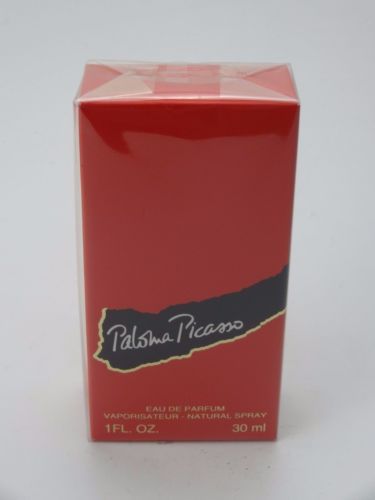 Paloma Picasso
EAU DE PARFUM
VAPORISATEUR - NATURAL SPRAY
1FL. OZ. 30 ml